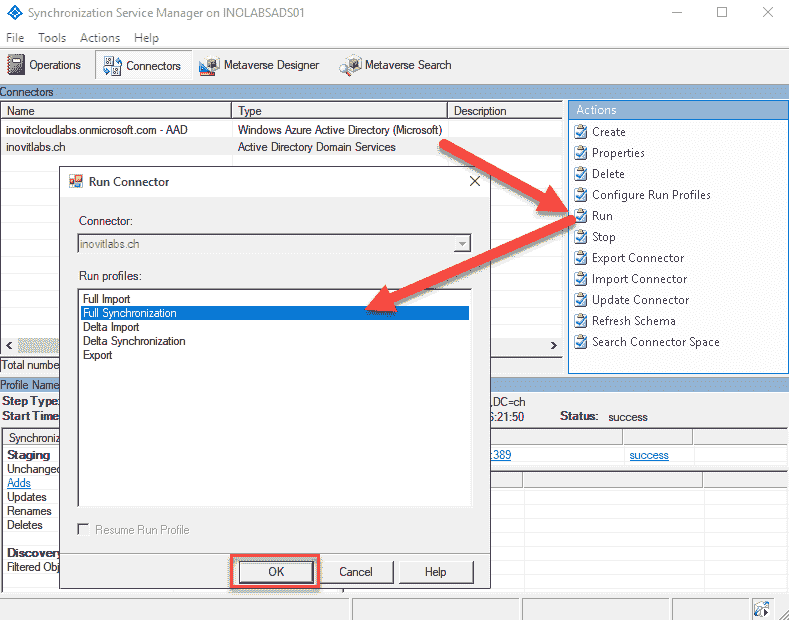 Synchronization Service Manager on INOLABSADS01
File Tools Actions Help
Operations Connectors Metaverse Designer Metaverse Search
Connectors
Name Type Description
inovitcloudlabs.onmicrosoft.com - AAD Windows Azure Active Directory (Microsoft)
inovitlabs.ch Active Directory Domain Services
Actions
Create
Properties
Delete
Configure Run Profiles
Run
Stop
Export Connector
Import Connector
Update Connector
Refresh Schema
Search Connector Space
Run Connector
Connector:
inovitlabs.ch
Run profiles:
Full Import
Full Synchronization
Delta Import
Delta Synchronization
Export
Resume Run Profile
OK Cancel Help
Total numbe
Profile Name
Step Type: ,DC=ch
Start Time :21:50 Status: success
Synchroniz
Staging :389 success
Unchanged
Adds
Updates
Renames
Deletes
Discovery
Filtered Obj